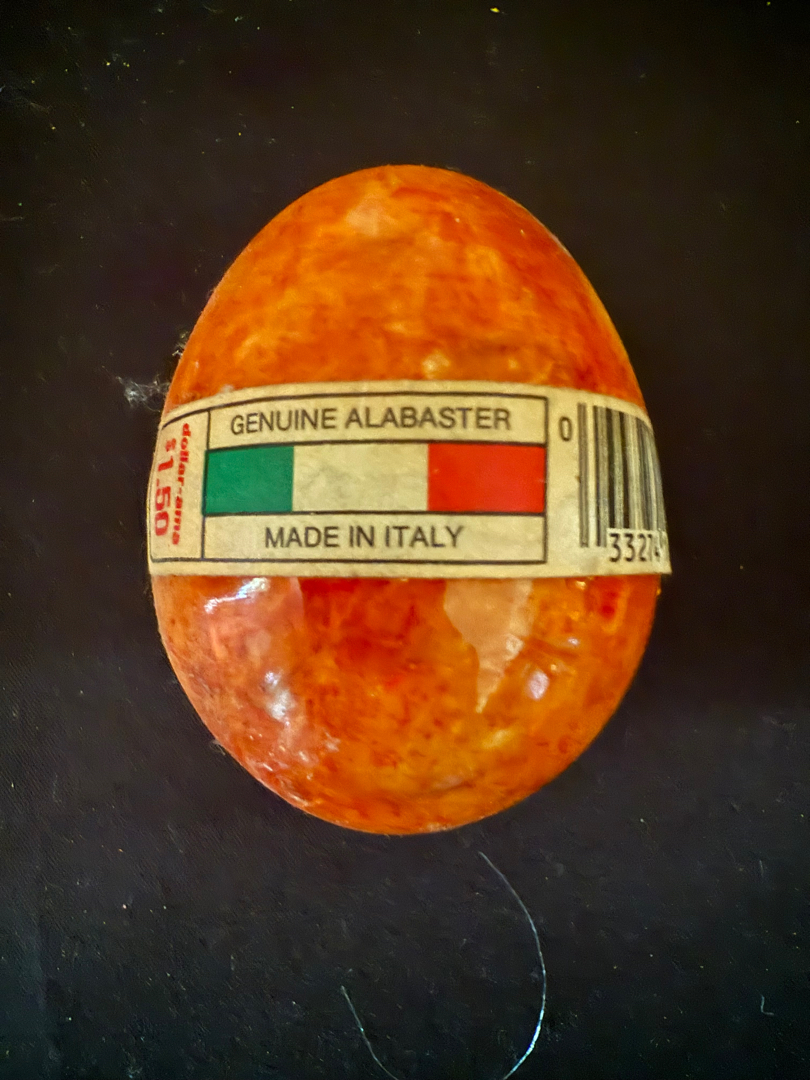 dollar-ama
$1.50
GENUINE ALABASTER
MADE IN ITALY
0
33274